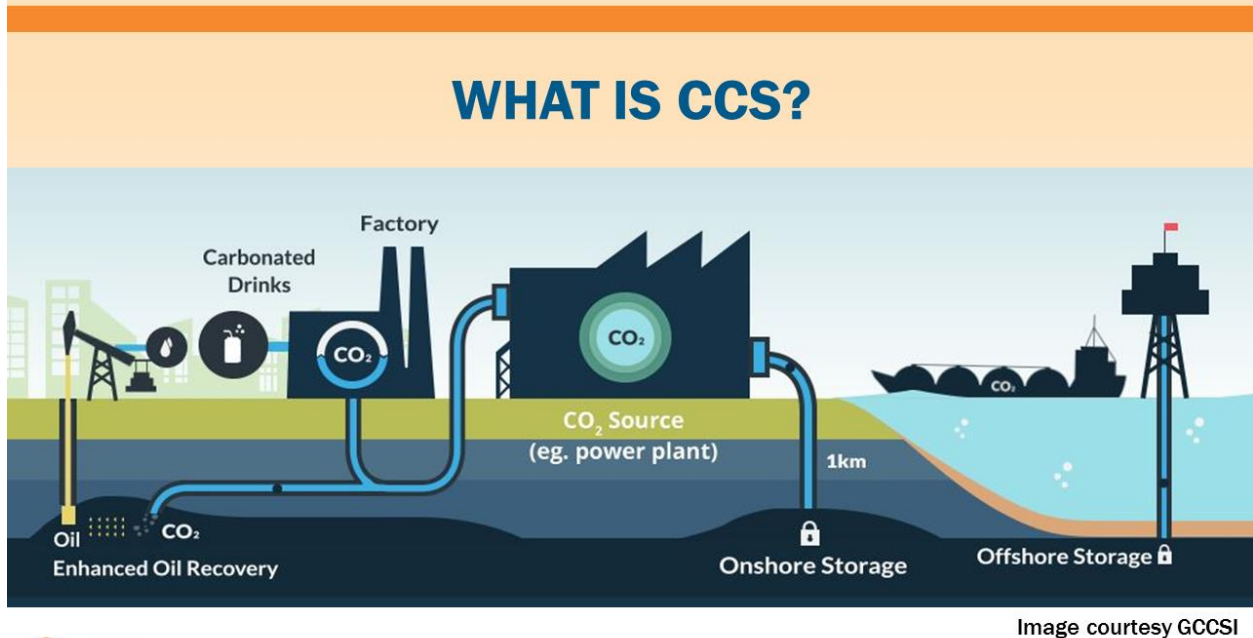 WHAT IS CCS?
Factory
Carbonated
Drinks
CO₂
CO₂
CO₂
CO₂ Source
(eg. power plant)
1km
Oil
CO₂
Enhanced Oil Recovery
Onshore Storage
Offshore Storage
Image courtesy GCCSI